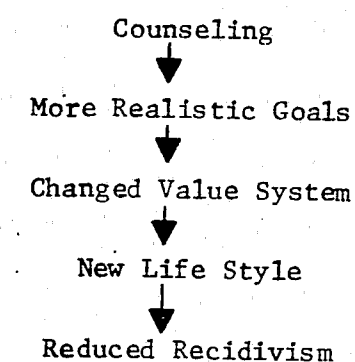 Counseling
More Realistic Goals
Changed Value System
New Life Style
Reduced Recidivism